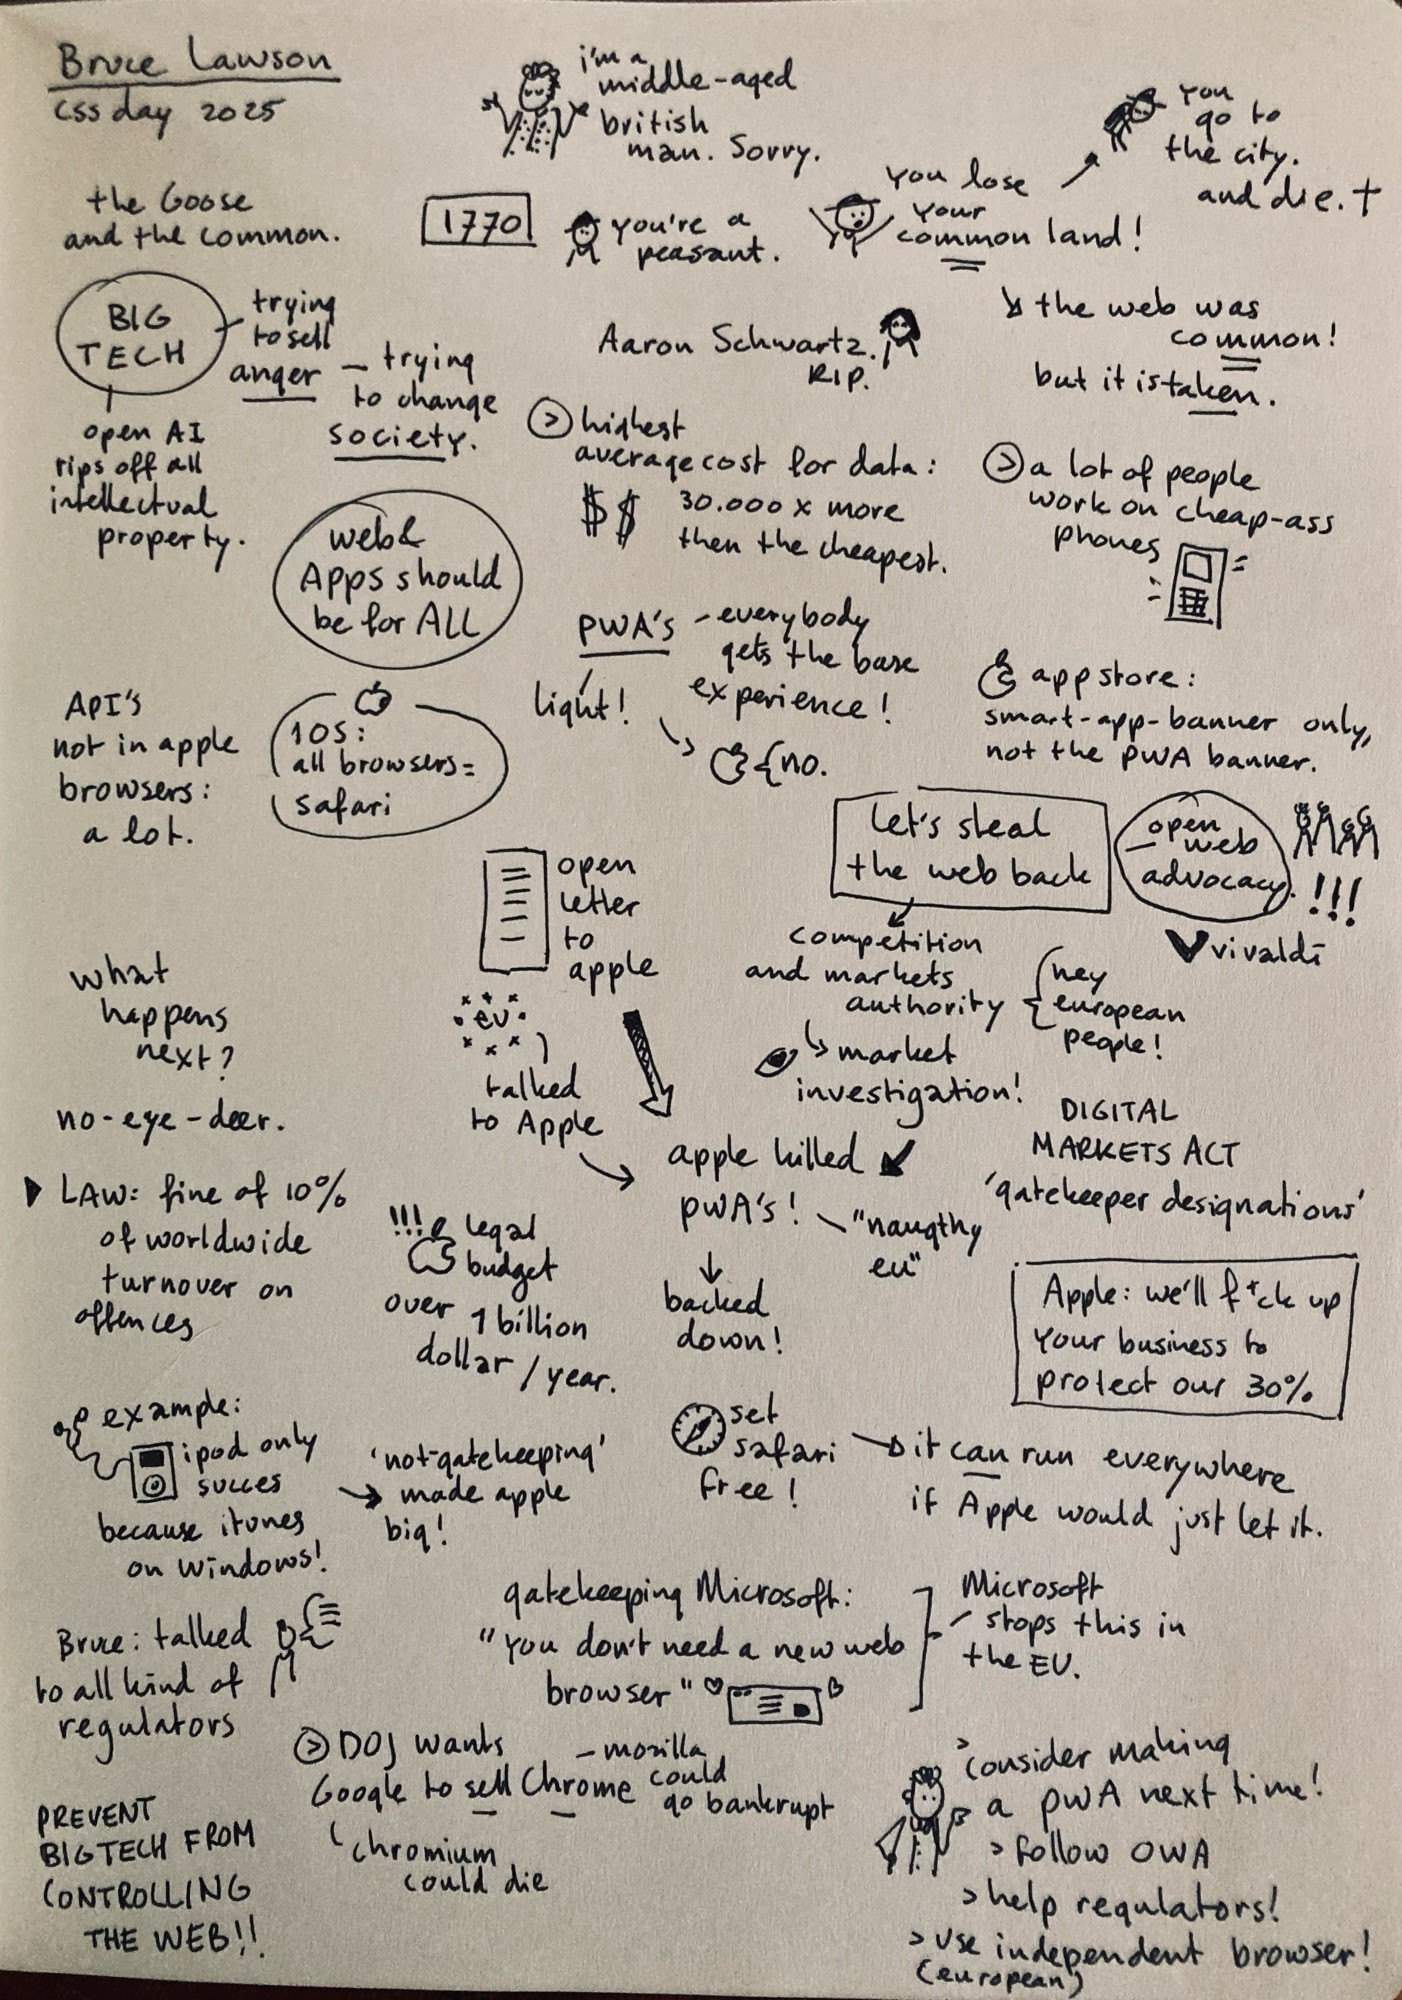 Bruce Lawson
CSS day 2025
i'm a
middle-aged
british
man. Sorry.
the Goose
and the common.
1770
you're a
peasant.
You lose
your
common land!
You
go to
the city.
and die. †
BIG
TECH
trying
to sell
anger
– trying
to change
society.
open AI
rips off all
intellectual
property.
Aaron Schwartz.
RIP.
the web was
common!
but it is taken.
> highest
average cost for data:
$$ 30.000 x more
then the cheapest.
> a lot of people
work on cheap-ass
phones
web &
Apps should
be for ALL
PWA's
– everybody
gets the base
experience!
light!
{no.
app store:
smart-app-banner only,
not the PWA banner.
API's
not in apple
browsers:
a lot.
iOS:
all browsers =
safari
let's steal
the web back
open
– web
advocacy.
!!!
vivaldi
open
letter
to
apple
competition
and markets
authority
{hey
european
people!
market
investigation!
what
happens
next?
no-eye-deer.
EU
talked
to Apple
apple killed
PWA's!
"naugthy
eu"
backed
down!
DIGITAL
MARKETS ACT
'gatekeeper designations'
LAW: fine of 10%
of worldwide
turnover on
offences
!!!
legal
budget
over 1 billion
dollar / year.
Apple: we'll f*ck up
your business to
protect our 30%
example:
ipod only
succes
because itunes
on windows!
'not-gatekeeping'
made apple
big!
set
safari
free!
it can run everywhere
if Apple would just let it.
gatekeeping Microsoft:
"You don't need a new web
browser"
Microsoft
– stops this in
the EU.
Bruce: talked
to all kind of
regulators
> DOJ wants
Google to sell Chrome
– mozilla
could
go bankrupt
chromium
could die
PREVENT
BIGTECH FROM
CONTROLLING
THE WEB!!
> consider making
a PWA next time!
> follow OWA
> help regulators!
> use independent browser!
(european)